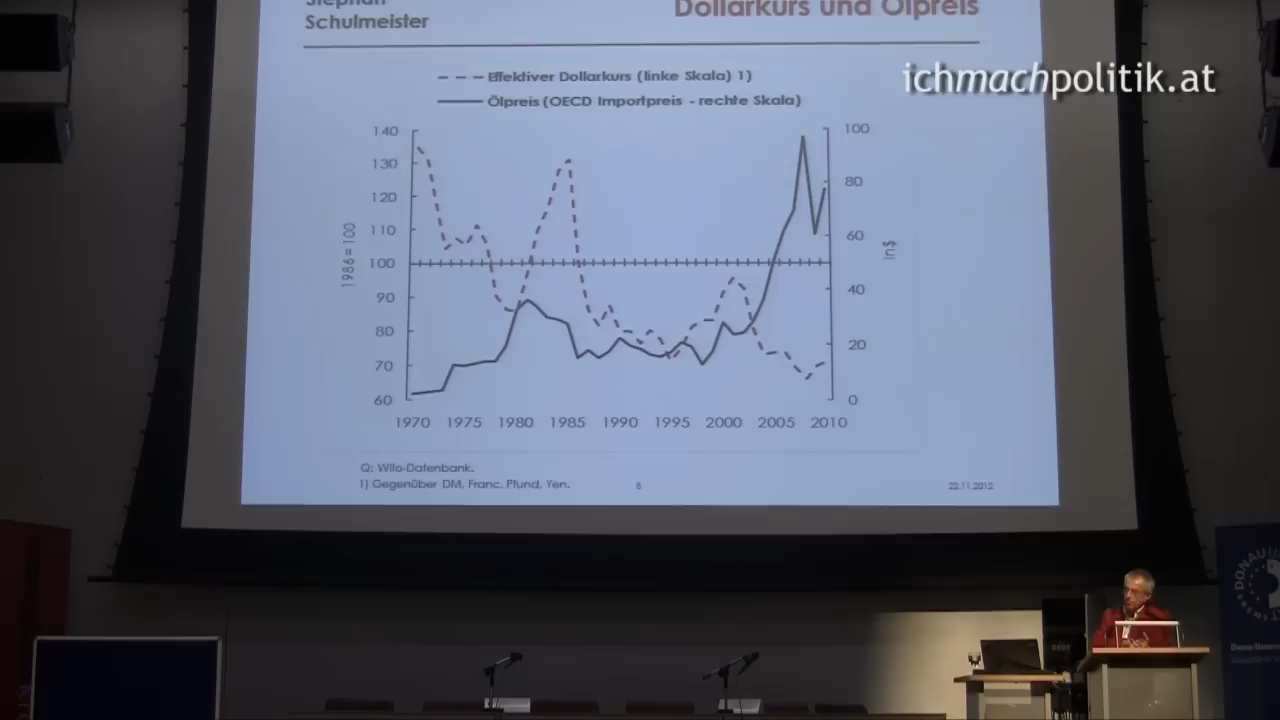 Stephan
Schulmeister
Dollarkurs und Ölpreis
ichmachpolitik.at
Effektiver Dollarkurs (linke Skala) 1)
Ölpreis (OECD Importpreis - rechte Skala)
140
130
120
110
100
90
80
70
60
1986 = 100
100
80
60
40
20
0
In $
1970 1975 1980 1985 1990 1995 2000 2005 2010
Q: Wifo-Datenbank.
1) Gegenüber DM, Franc, Pfund, Yen.
8
22.11.2012